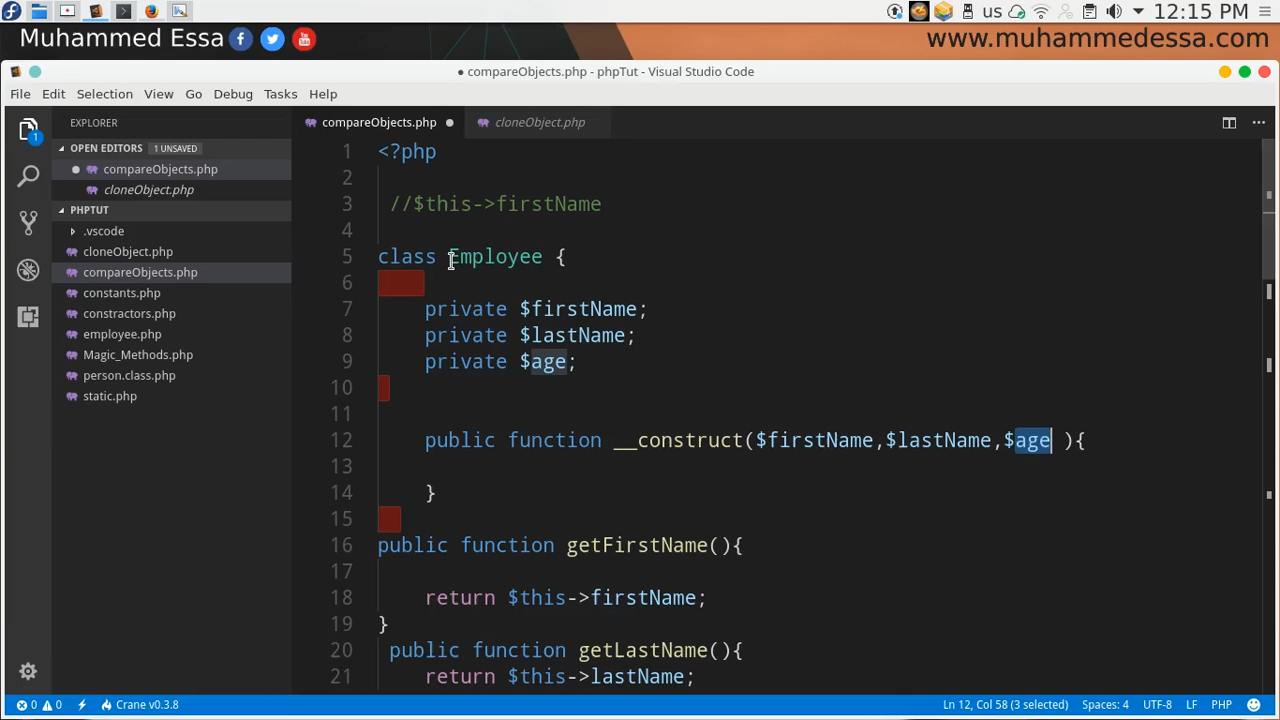 us 12:15 PM
Muhammed Essa
www.muhammedessa.com
● compareObjects.php - phpTut - Visual Studio Code
File Edit Selection View Go Debug Tasks Help
EXPLORER
OPEN EDITORS 1 UNSAVED
compareObjects.php
cloneObject.php
PHPTUT
.vscode
cloneObject.php
compareObjects.php
constants.php
constractors.php
employee.php
Magic_Methods.php
person.class.php
static.php
1
compareObjects.php cloneObject.php
1 <?php
2
3 //$this->firstName
4
5 class Employee {
6
7 private $firstName;
8 private $lastName;
9 private $age;
10
11
12 public function __construct($firstName,$lastName,$age ){
13
14 }
15
16 public function getFirstName(){
17
18 return $this->firstName;
19 }
20 public function getLastName(){
21 return $this->lastName;
0 0 Crane v0.3.8 Ln 12, Col 58 (3 selected) Spaces: 4 UTF-8 LF PHP